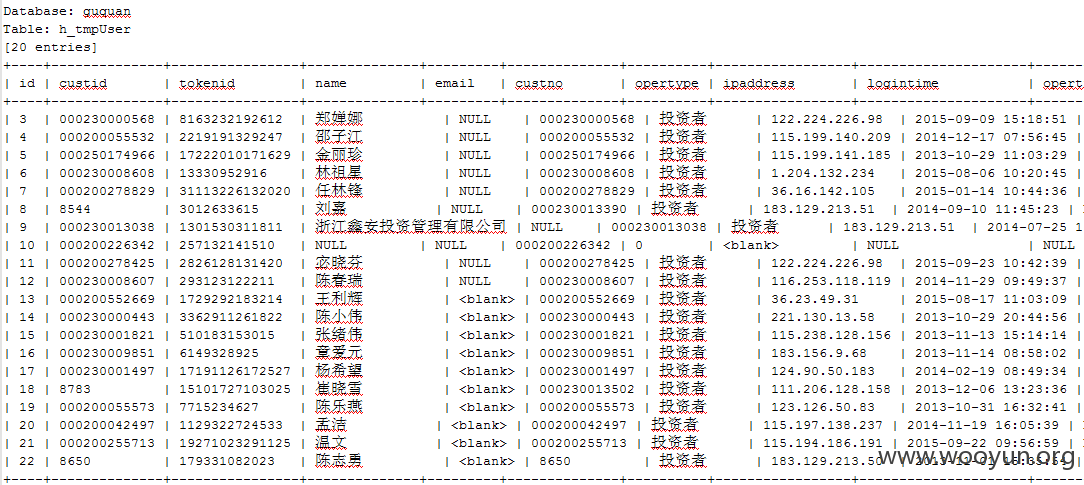 Database: guquan
Table: h_tmpUser
[20 entries]
| id | custid | tokenid | name | email | custno | opertype | ipaddress | logintime | opert
| 3 | 000230000568 | 8163232192612 | 郑婵娜 | NULL | 000230000568 | 投资者 | 122.224.226.98 | 2015-09-09 15:18:51 |
| 4 | 000200055532 | 2219191329247 | 邵子江 | NULL | 000200055532 | 投资者 | 115.199.140.209 | 2014-12-17 07:56:45 |
| 5 | 000250174966 | 17222010171629 | 金丽珍 | NULL | 000250174966 | 投资者 | 115.199.141.185 | 2013-10-29 11:03:29 |
| 6 | 000230008608 | 13330952916 | 林祖星 | NULL | 000230008608 | 投资者 | 1.204.132.234 | 2015-08-06 10:20:45 |
| 7 | 000200278829 | 31113226132020 | 任林锋 | NULL | 000200278829 | 投资者 | 36.16.142.105 | 2015-01-14 10:44:36 |
| 8 | 8544 | 3012633615 | 刘嘉 | NULL | 000230013390 | 投资者 | 183.129.213.51 | 2014-09-10 11:45:23 |
| 9 | 000230013038 | 1301530311811 | 浙江鑫安投资管理有限公司 | NULL | 000230013038 | 投资者 | 183.129.213.51 | 2014-07-25 1
| 10 | 000200226342 | 257132141510 | NULL | NULL | 000200226342 | 0 | <blank> | NULL | NULL
| 11 | 000200278425 | 2826128131420 | 宓晓芬 | NULL | 000200278425 | 投资者 | 122.224.226.98 | 2015-09-23 10:42:39 |
| 12 | 000230008607 | 293123122211 | 陈春瑞 | NULL | 000230008607 | 投资者 | 116.253.118.119 | 2014-11-29 09:49:37 |
| 13 | 000200552669 | 1729292183214 | 王利辉 | <blank> | 000200552669 | 投资者 | 36.23.49.31 | 2015-08-17 11:03:09 |
| 14 | 000230000443 | 3362911261822 | 陈小伟 | <blank> | 000230000443 | 投资者 | 221.130.13.58 | 2013-10-29 20:44:56 |
| 15 | 000230001821 | 510183153015 | 张绪伟 | <blank> | 000230001821 | 投资者 | 115.238.128.156 | 2013-11-13 15:14:14 |
| 16 | 000230009851 | 6149328925 | 童爱元 | <blank> | 000230009851 | 投资者 | 183.156.9.68 | 2013-11-14 08:58:02 |
| 17 | 000230001497 | 17191126172527 | 杨希望 | <blank> | 000230001497 | 投资者 | 124.90.50.183 | 2014-02-19 08:49:34 |
| 18 | 8783 | 15101727103025 | 崔晓雪 | <blank> | 000230013502 | 投资者 | 111.206.128.158 | 2013-12-06 13:23:36 |
| 19 | 000200055573 | 7715234627 | 陈乐燕 | <blank> | 000200055573 | 投资者 | 123.126.50.83 | 2013-10-31 16:32:41 |
| 20 | 000200042497 | 1129322724533 | 孟洁 | <blank> | 000200042497 | 投资者 | 115.197.138.237 | 2014-11-19 16:05:39 |
| 21 | 000200255713 | 19271023291125 | 温文 | <blank> | 000200255713 | 投资者 | 115.194.186.191 | 2015-09-22 09:56:59 |
| 22 | 8650 | 179331082023 | 陈志勇 | <blank> | 8650 | 投资者 | 183.129.213.50 |
www.wooyun.org